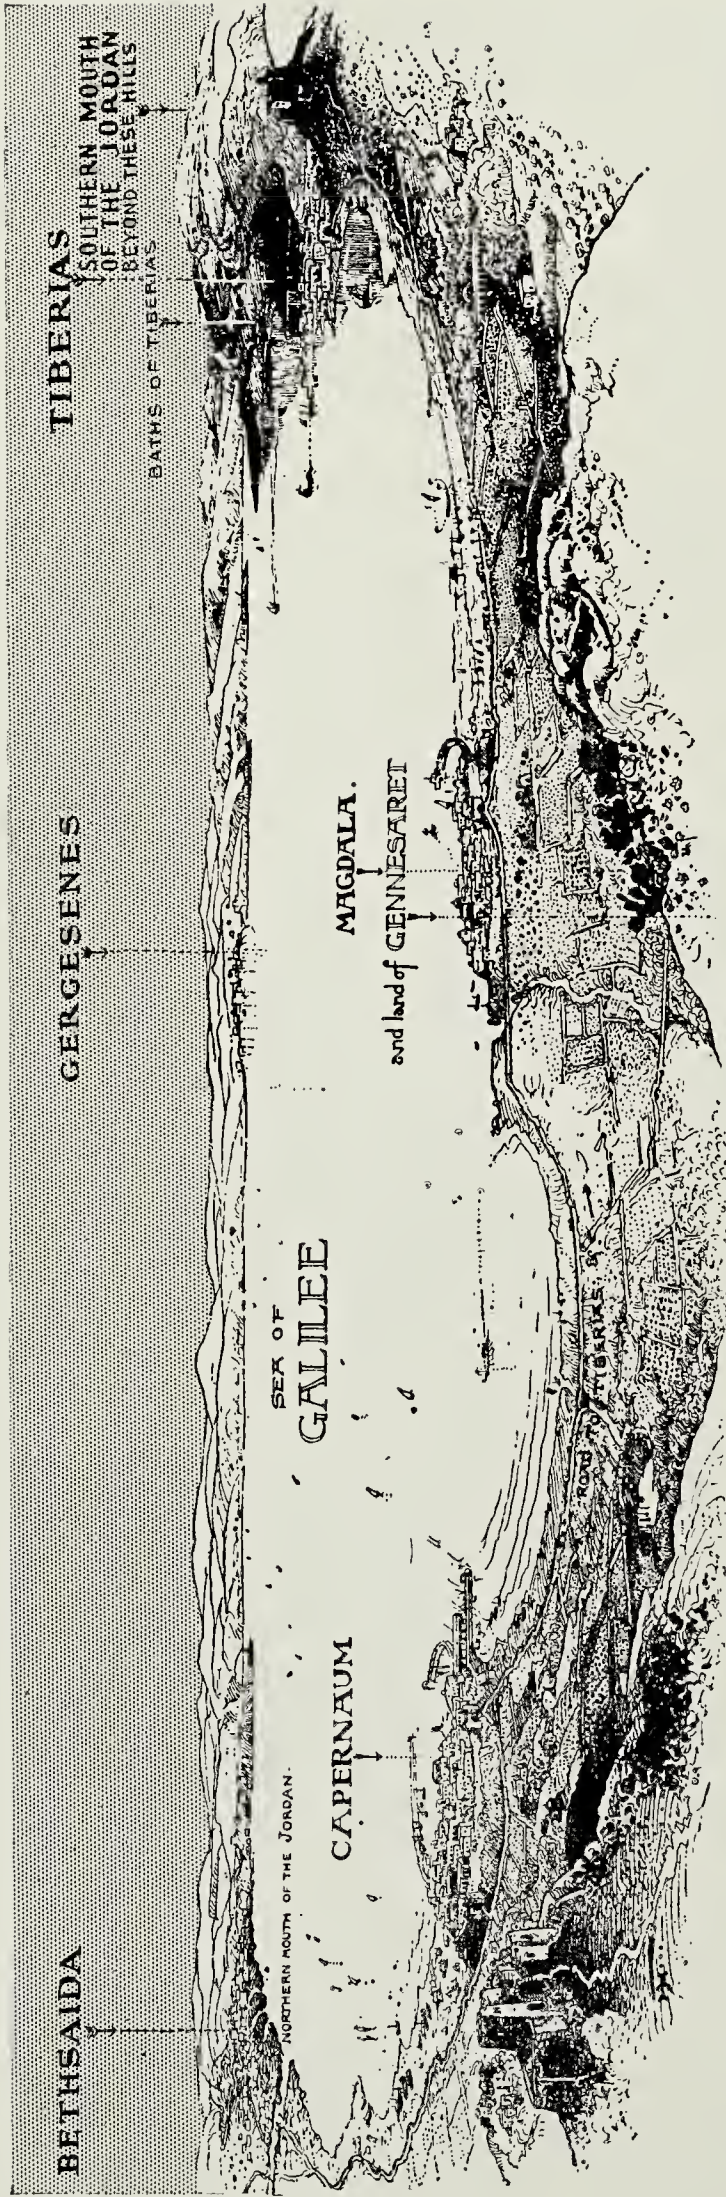 BETHSAIDA
GERGESENES
TIBERIAS
SOUTHERN MOUTH
OF THE JORDAN
BEYOND THESE HILLS
BATHS OF TIBERIAS
NORTHERN MOUTH OF THE JORDAN.
SEA OF
GALILEE
CAPERNAUM
MAGDALA.
and land of GENNESARET
ROAD TO TIBERIAS